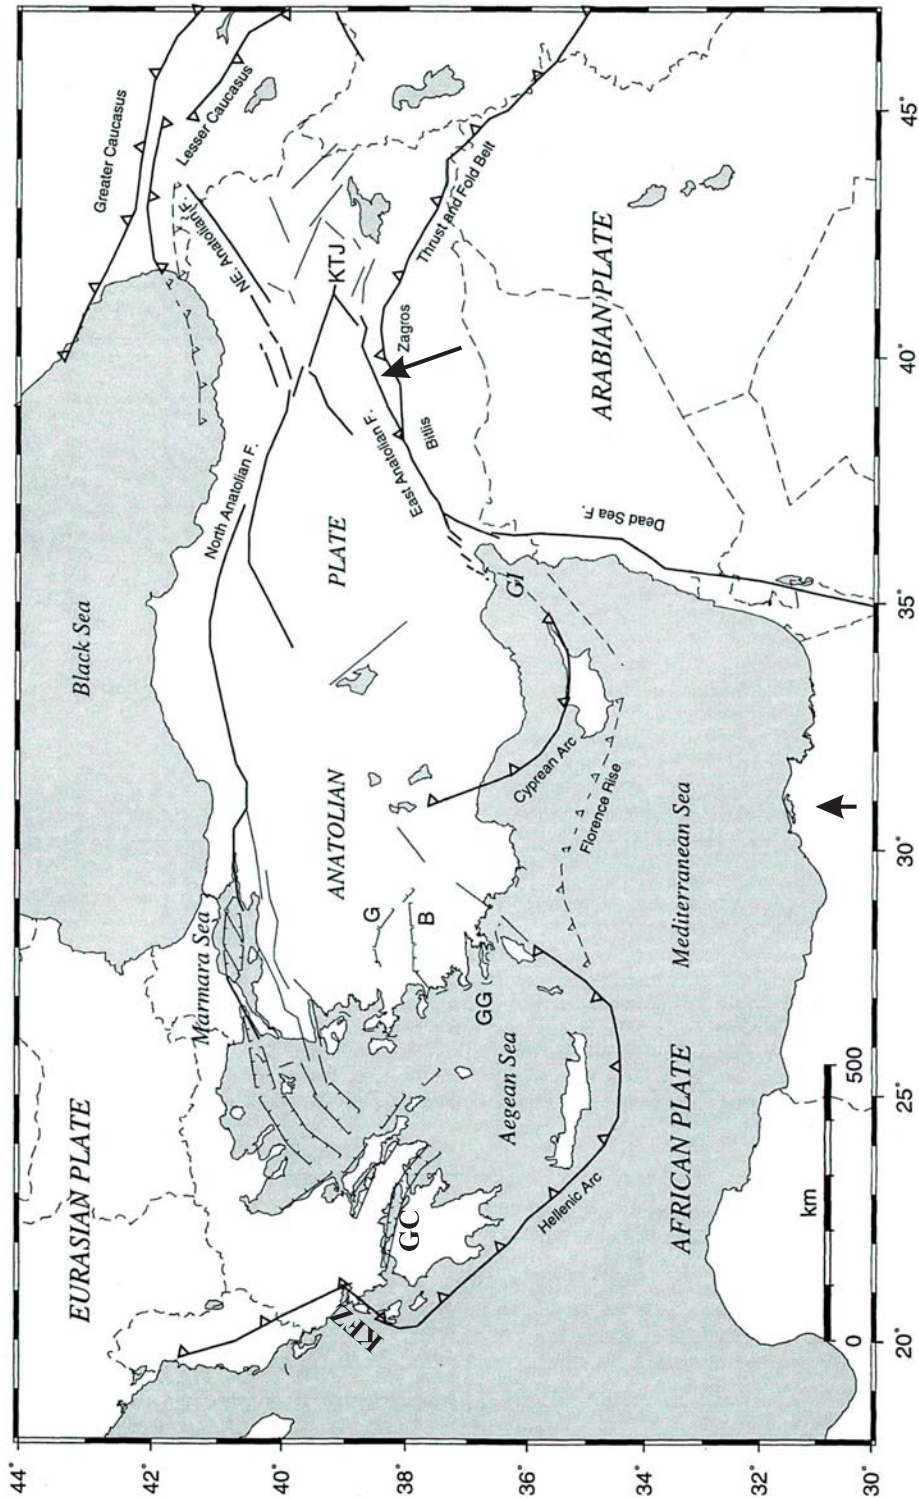 Greater Caucasus
Lesser Caucasus
NE. Anatolian F.
KTJ
Thrust and Fold Belt
Zagros
Bitlis
East Anatolian F.
North Anatolian F.
ARABIAN PLATE
Dead Sea F.
Black Sea
PLATE
ANATOLIAN
GI
Cyprean Arc
Florence Rise
Mediterranean Sea
Marmara Sea
G
B
GG
Aegean Sea
EURASIAN PLATE
GC
KFZ
Hellenic Arc
AFRICAN PLATE
km
0
500
44°
42°
40°
38°
36°
34°
32°
30°
20°
25°
30°
35°
40°
45°